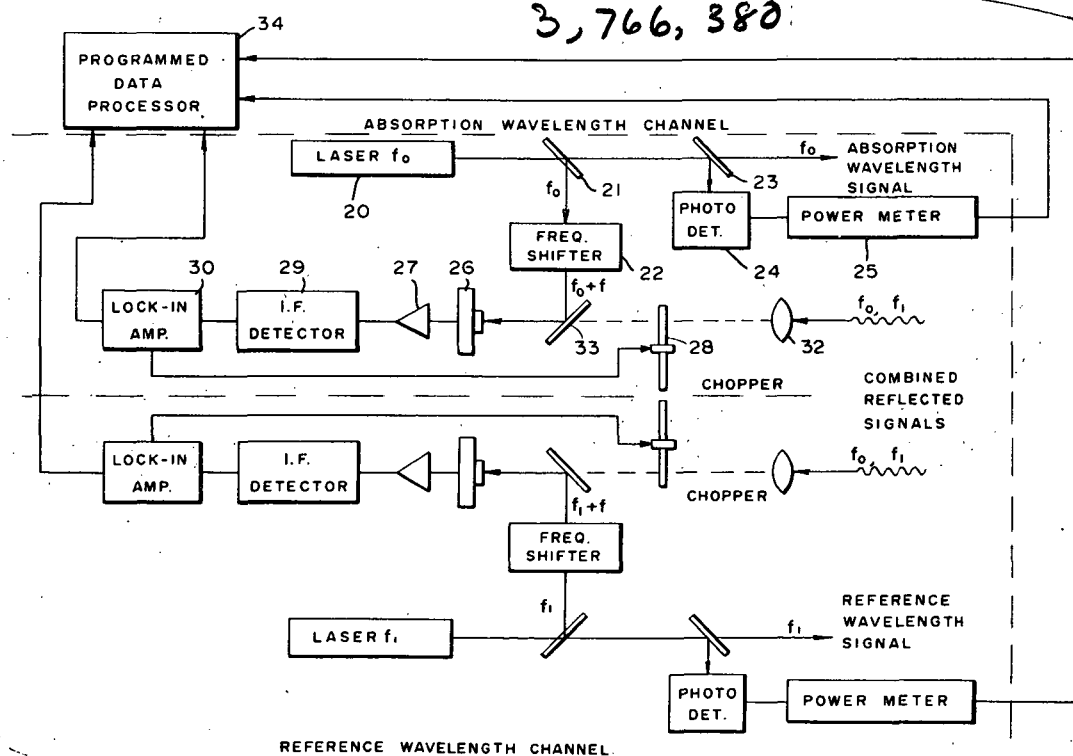 3,766,380
34
PROGRAMMED
DATA
PROCESSOR
ABSORPTION WAVELENGTH CHANNEL
LASER f0
20
21
f0
23
f0
ABSORPTION
WAVELENGTH
SIGNAL
PHOTO
DET.
24
POWER METER
25
FREQ.
SHIFTER
22
f0+f
30
LOCK-IN
AMP.
29
I.F.
DETECTOR
27
26
33
28
32
f0, f1
CHOPPER
COMBINED
REFLECTED
SIGNALS
LOCK-IN
AMP.
I.F.
DETECTOR
f0, f1
CHOPPER
f1+f
FREQ.
SHIFTER
f1
LASER f1
f1
REFERENCE
WAVELENGTH
SIGNAL
PHOTO
DET.
POWER METER
REFERENCE WAVELENGTH CHANNEL